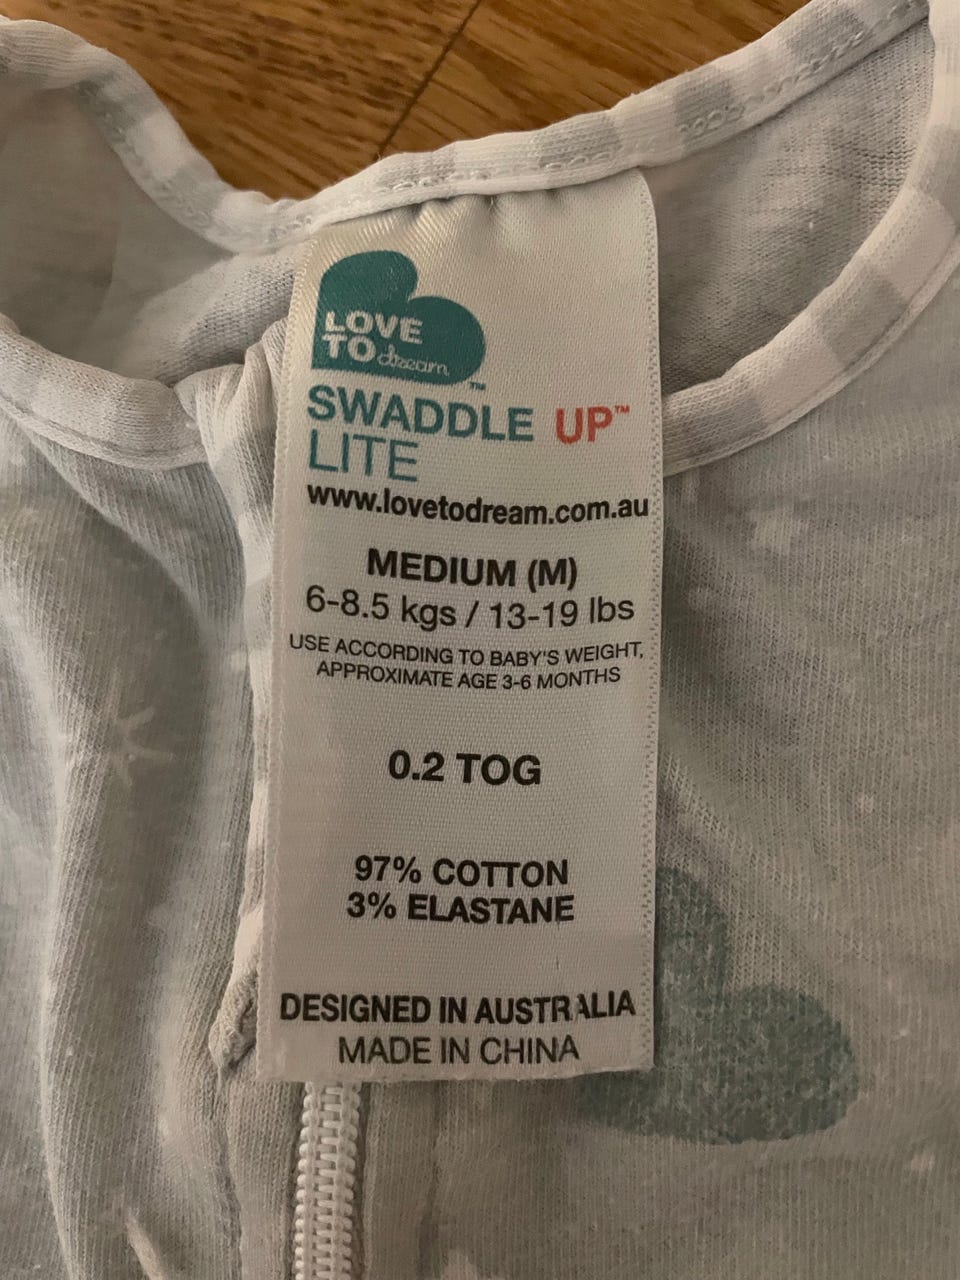 LOVE
TO dream™
SWADDLE UP™
LITE
www.lovetodream.com.au
MEDIUM (M)
6-8.5 kgs / 13-19 lbs
USE ACCORDING TO BABY'S WEIGHT,
APPROXIMATE AGE 3-6 MONTHS
0.2 TOG
97% COTTON
3% ELASTANE
DESIGNED IN AUSTRALIA
MADE IN CHINA